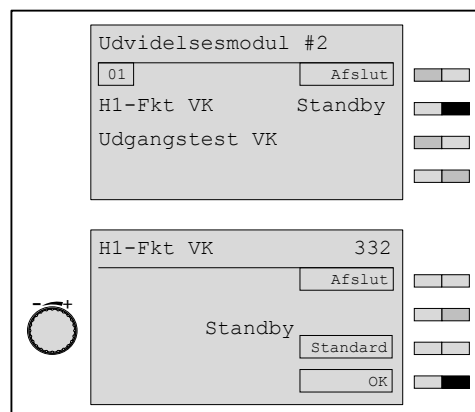 Udvidelsesmodul #2
01 Afslut
H1-Fkt VK Standby
Udgangstest VK
H1-Fkt VK 332
Afslut
- +
Standby
Standard
OK